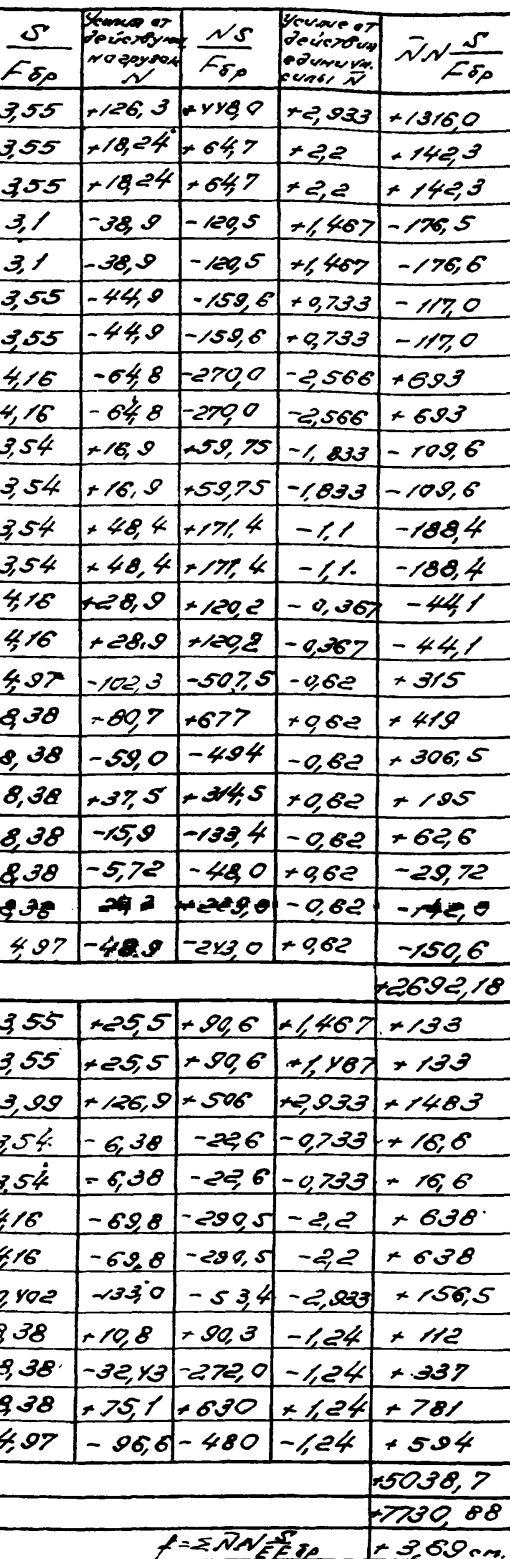 S/Fбр | Усилия от действующ. нагрузок N | NS/Fбр | Усилие от действия единичн. силы N̄ | N̄N S/Fбр
3,55 | +126,3 | +448,0 | +2,933 | +1316,0
3,55 | +18,24 | +64,7 | +2,2 | +142,3
3,55 | +18,24 | +64,7 | +2,2 | +142,3
3,1 | -38,9 | -120,5 | +1,467 | -176,5
3,1 | -38,9 | -120,5 | +1,467 | -176,6
3,55 | -44,9 | -159,6 | +0,733 | -117,0
3,55 | -44,9 | -159,6 | +0,733 | -117,0
4,16 | -64,8 | -270,0 | -2,566 | +693
4,16 | -64,8 | -270,0 | -2,566 | +693
3,54 | +16,9 | +59,75 | -1,833 | -109,6
3,54 | +16,9 | +59,75 | -1,833 | -109,6
3,54 | +48,4 | +171,4 | -1,1 | -188,4
3,54 | +48,4 | +171,4 | -1,1 | -188,4
4,16 | +28,9 | +120,2 | -0,367 | -44,1
4,16 | +28,9 | +120,2 | -0,367 | -44,1
4,97 | -102,3 | -507,5 | -0,62 | +315
8,38 | -80,7 | +677 | +0,62 | +419
8,38 | -59,0 | -494 | -0,62 | +306,5
8,38 | +37,5 | +314,5 | +0,62 | +195
8,38 | -15,9 | -133,4 | -0,62 | +62,6
8,38 | -5,72 | -48,0 | +0,62 | -29,72
8,38 | -0,62
4,97 | -48,9 | -243,0 | +0,62 | -150,6
+2692,18
3,55 | +25,5 | +90,6 | +1,467 | +133
3,55 | +25,5 | +90,6 | +1,467 | +133
3,99 | +126,9 | +506 | +2,933 | +1483
3,54 | -6,38 | -22,6 | -0,733 | +16,6
3,54 | -6,38 | -22,6 | -0,733 | +16,6
4,16 | -69,8 | -290,5 | -2,2 | +638
4,16 | -69,8 | -290,5 | -2,2 | +638
0,402 | -133,0 | -53,4 | -2,933 | +156,5
8,38 | +10,8 | +90,3 | -1,24 | +112
8,38 | -32,43 | -272,0 | -1,24 | +337
8,38 | +75,1 | +630 | +1,24 | +781
4,97 | -96,6 | -480 | -1,24 | +594
+5038,7
+7730,88
f=Σ N̄N S/EFбр | +3,69 см.